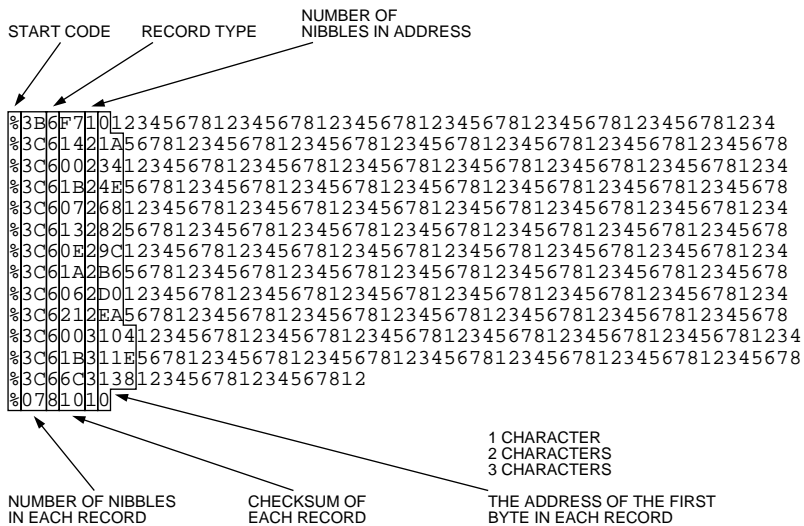 NUMBER OF
START CODE RECORD TYPE NIBBLES IN ADDRESS
%3B6F7101234567812345678123456781234567812345678123456781234
%3C61421A5678123456781234567812345678123456781234567812345678
%3C6002341234567812345678123456781234567812345678123456781234
%3C61B24E5678123456781234567812345678123456781234567812345678
%3C6072681234567812345678123456781234567812345678123456781234
%3C6132825678123456781234567812345678123456781234567812345678
%3C60E29C1234567812345678123456781234567812345678123456781234
%3C61A2B65678123456781234567812345678123456781234567812345678
%3C6062D01234567812345678123456781234567812345678123456781234
%3C6212EA5678123456781234567812345678123456781234567812345678
%3C60031041234567812345678123456781234567812345678123456781234
%3C61B311E5678123456781234567812345678123456781234567812345678
%3C66C3138123456781234567812
%0781010
1 CHARACTER
2 CHARACTERS
3 CHARACTERS
NUMBER OF NIBBLES CHECKSUM OF THE ADDRESS OF THE FIRST
IN EACH RECORD EACH RECORD BYTE IN EACH RECORD